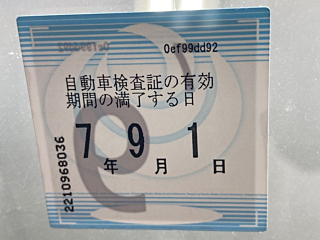 0ef99dd92
自動車検査証の有効
期間の満了する日
7年 9月 1日
2210968036